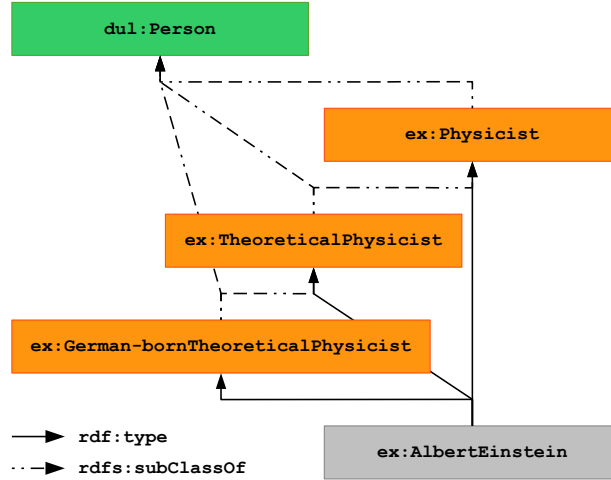 dul:Person
ex:Physicist
ex:TheoreticalPhysicist
ex:German-bornTheoreticalPhysicist
rdf:type
ex:AlbertEinstein
rdfs:subClassOf